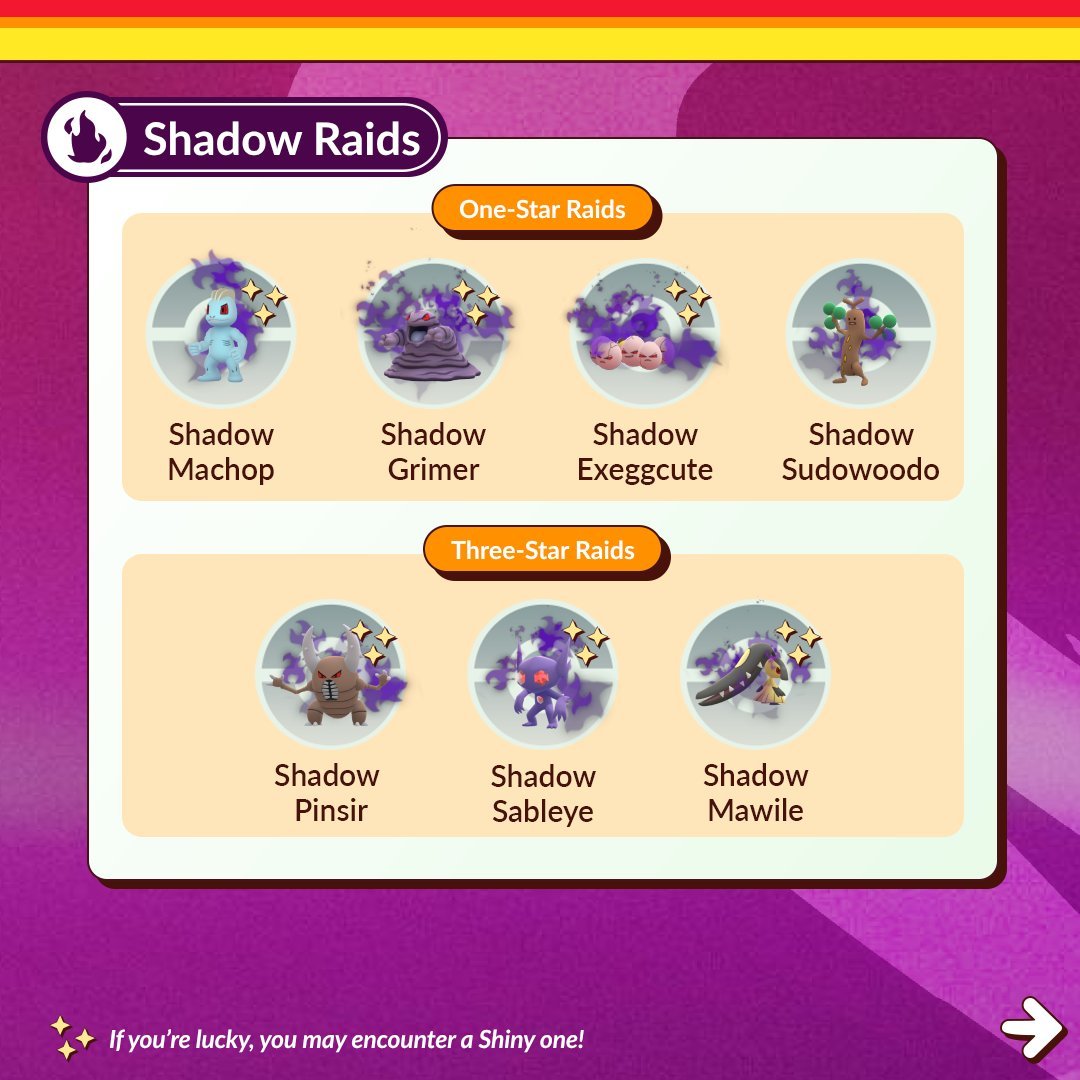 Shadow Raids
One-Star Raids
Shadow
Machop
Shadow
Grimer
Shadow
Exeggcute
Shadow
Sudowoodo
Three-Star Raids
Shadow
Pinsir
Shadow
Sableye
Shadow
Mawile
If you're lucky, you may encounter a Shiny one!